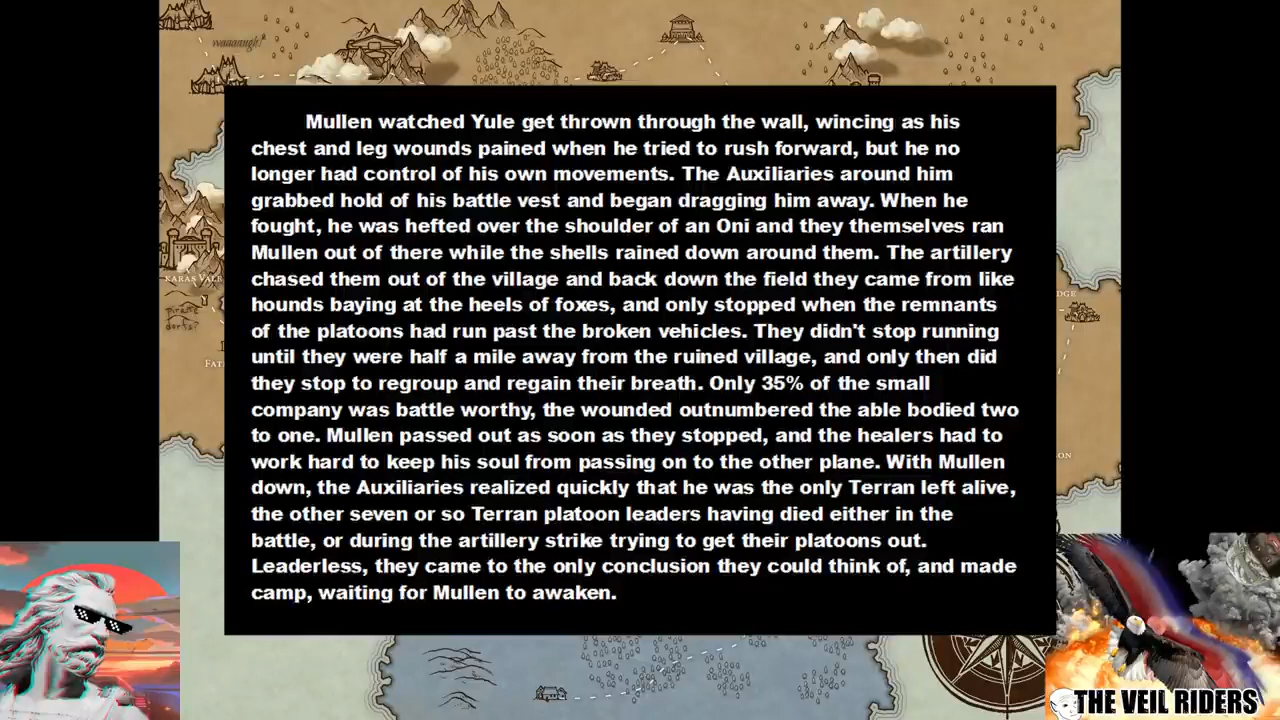 waaaaugh!
Mullen watched Yule get thrown through the wall, wincing as his
chest and leg wounds pained when he tried to rush forward, but he no
longer had control of his own movements. The Auxiliaries around him
grabbed hold of his battle vest and began dragging him away. When he
fought, he was hefted over the shoulder of an Oni and they themselves ran
Mullen out of there while the shells rained down around them. The artillery
chased them out of the village and back down the field they came from like
KARAS VALE
hounds baying at the heels of foxes, and only stopped when the remnants
of the platoons had run past the broken vehicles. They didn't stop running
until they were half a mile away from the ruined village, and only then did
they stop to regroup and regain their breath. Only 35% of the small
company was battle worthy, the wounded outnumbered the able bodied two
to one. Mullen passed out as soon as they stopped, and the healers had to
work hard to keep his soul from passing on to the other plane. With Mullen
down, the Auxiliaries realized quickly that he was the only Terran left alive,
the other seven or so Terran platoon leaders having died either in the
battle, or during the artillery strike trying to get their platoons out.
Leaderless, they came to the only conclusion they could think of, and made
camp, waiting for Mullen to awaken.
THE VEIL RIDERS